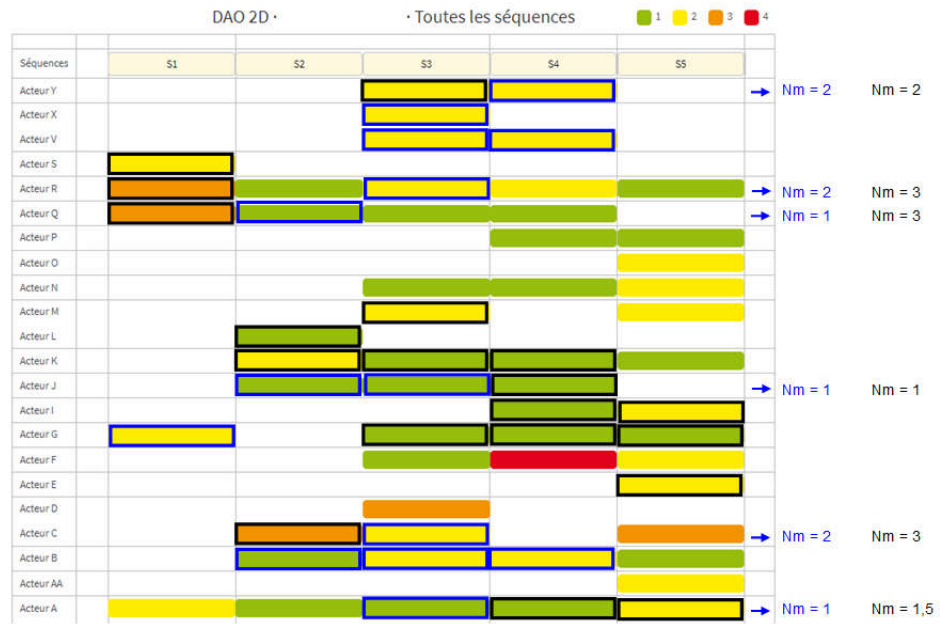 DAO 2D · · Toutes les séquences 1 2 3 4
Séquences S1 S2 S3 S4 S5
Acteur Y Nm = 2 Nm = 2
Acteur X
Acteur V
Acteur S
Acteur R Nm = 2 Nm = 3
Acteur Q Nm = 1 Nm = 3
Acteur P
Acteur O
Acteur N
Acteur M
Acteur L
Acteur K
Acteur J Nm = 1 Nm = 1
Acteur I
Acteur G
Acteur F
Acteur E
Acteur D
Acteur C Nm = 2 Nm = 3
Acteur B
Acteur AA
Acteur A Nm = 1 Nm = 1,5